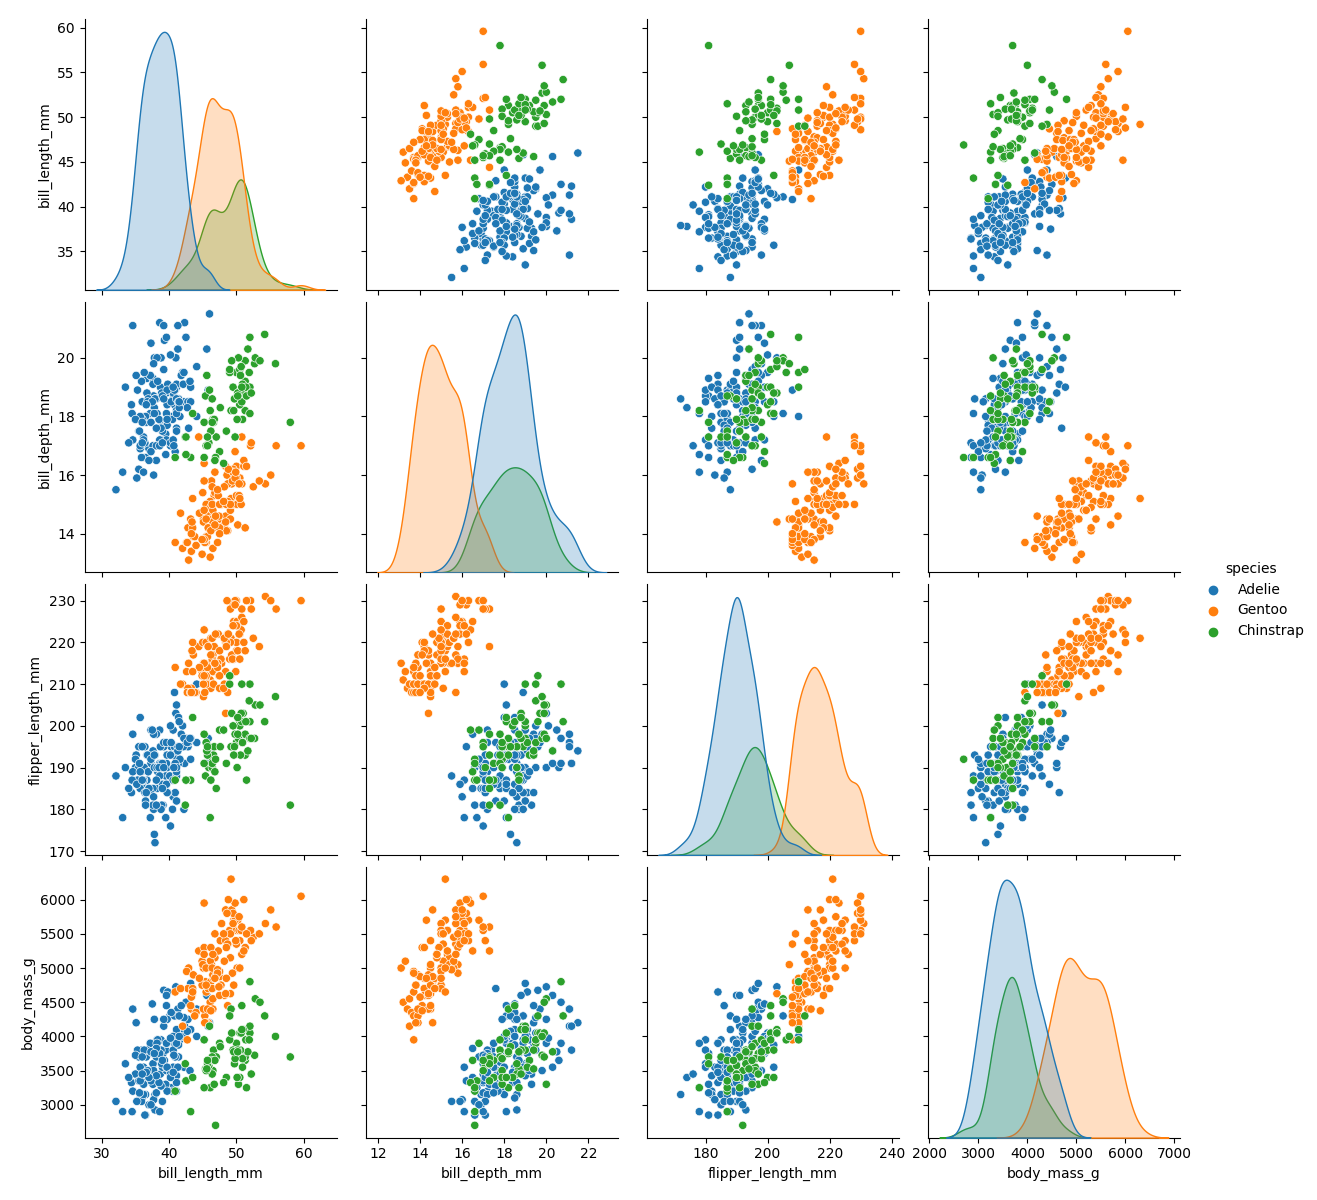 60
55
50
45
40
35
bill_length_mm
20
18
16
14
bill_depth_mm
230
220
210
200
190
180
170
flipper_length_mm
6000
5500
5000
4500
4000
3500
3000
body_mass_g
30 40 50 60
bill_length_mm
12 14 16 18 20 22
bill_depth_mm
180 200 220 240
flipper_length_mm
2000 3000 4000 5000 6000 7000
body_mass_g
species
Adelie
Gentoo
Chinstrap